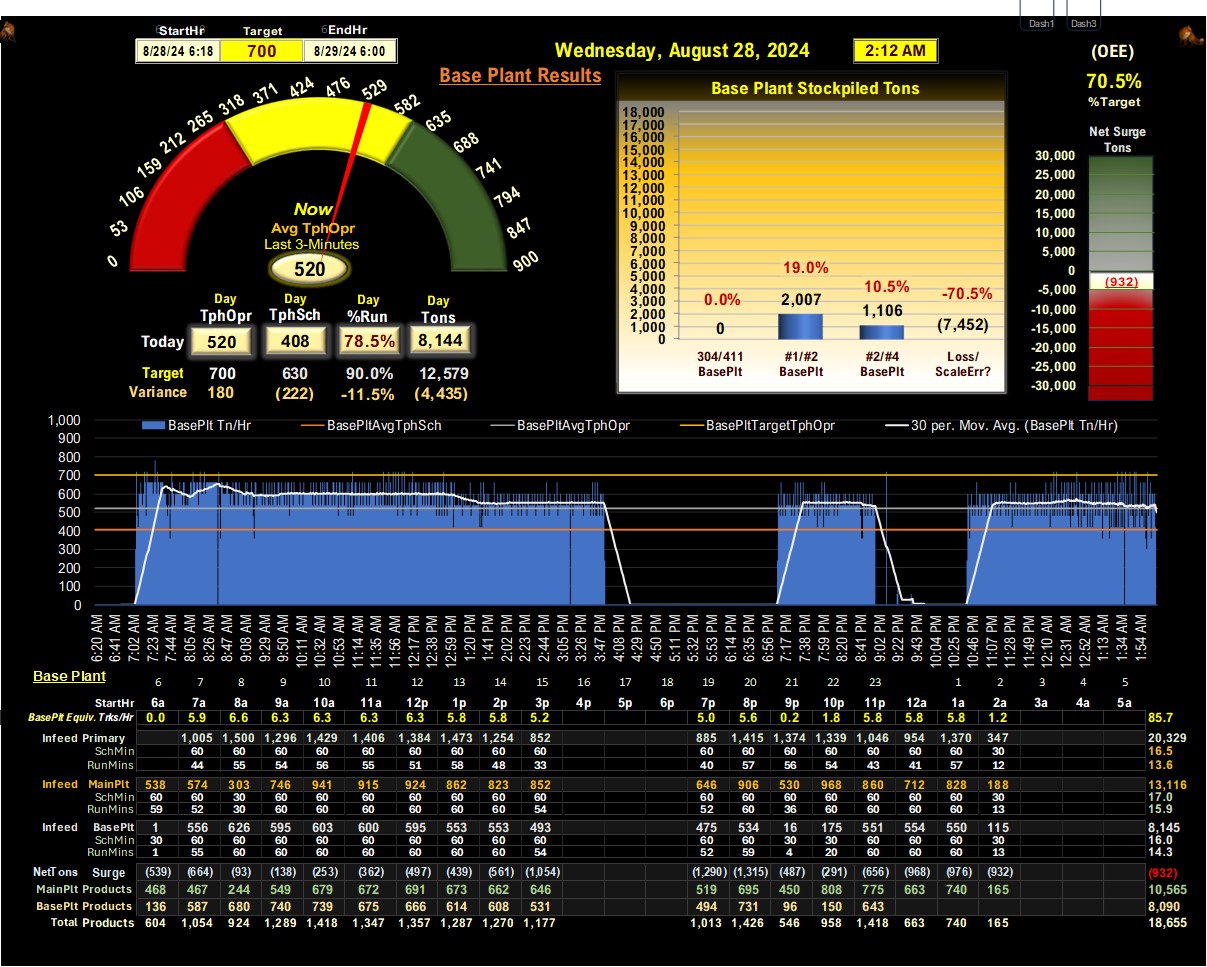 Dash1 Dash3
StartHr Target EndHr
8/28/24 6:18 700 8/29/24 6:00
Wednesday, August 28, 2024 2:12 AM
(OEE)
70.5%
%Target
Base Plant Results
0 53 106 159 212 265 318 371 424 476 529 582 635 688 741 794 847 900
Now
Avg TphOpr
Last 3-Minutes
520
Day Day Day Day
TphOpr TphSch %Run Tons
Today 520 408 78.5% 8,144
Target 700 630 90.0% 12,579
Variance 180 (222) -11.5% (4,435)
Base Plant Stockpiled Tons
18,000
17,000
16,000
15,000
14,000
13,000
12,000
11,000
10,000
9,000
8,000
7,000
6,000
5,000
4,000
3,000
2,000
1,000
0
0.0% 19.0% 10.5% -70.5%
0 2,007 1,106 (7,452)
304/411 #1/#2 #2/#4 Loss/
BasePlt BasePlt BasePlt ScaleErr?
Net Surge
Tons
30,000
25,000
20,000
15,000
10,000
5,000
0
(932)
-5,000
-10,000
-15,000
-20,000
-25,000
-30,000
BasePlt Tn/Hr BasePltAvgTphSch BasePltAvgTphOpr BasePltTargetTphOpr 30 per. Mov. Avg. (BasePlt Tn/Hr)
1,000
900
800
700
600
500
400
300
200
100
0
6:20 AM 6:41 AM 7:02 AM 7:23 AM 7:44 AM 8:05 AM 8:26 AM 8:47 AM 9:08 AM 9:29 AM 9:50 AM 10:11 AM 10:32 AM 10:53 AM 11:14 AM 11:35 AM 11:56 AM 12:17 PM 12:38 PM 12:59 PM 1:20 PM 1:41 PM 2:02 PM 2:23 PM 2:44 PM 3:05 PM 3:26 PM 3:47 PM 4:08 PM 4:29 PM 4:50 PM 5:11 PM 5:32 PM 5:53 PM 6:14 PM 6:35 PM 6:56 PM 7:17 PM 7:38 PM 7:59 PM 8:20 PM 8:41 PM 9:02 PM 9:22 PM 9:43 PM 10:04 PM 10:25 PM 10:46 PM 11:07 PM 11:28 PM 11:49 PM 12:10 AM 12:31 AM 12:52 AM 1:13 AM 1:34 AM 1:54 AM
Base Plant
6 7 8 9 10 11 12 13 14 15 16 17 18 19 20 21 22 23 1 2 3 4 5
StartHr 6a 7a 8a 9a 10a 11a 12p 1p 2p 3p 4p 5p 6p 7p 8p 9p 10p 11p 12a 1a 2a 3a 4a 5a
BasePlt Equiv. Trks/Hr 0.0 5.9 6.6 6.3 6.3 6.3 6.3 5.8 5.8 5.2 5.0 5.6 0.2 1.8 5.8 5.8 5.8 1.2 85.7
Infeed Primary 1,005 1,500 1,296 1,429 1,406 1,384 1,473 1,254 852 885 1,415 1,374 1,339 1,046 954 1,370 347 20,329
SchMin 60 60 60 60 60 60 60 60 60 60 60 60 60 60 60 60 30 16.5
RunMins 44 55 54 56 55 51 58 48 33 40 57 56 54 43 41 57 12 13.6
Infeed MainPlt 538 574 303 746 941 915 924 862 823 852 646 906 530 968 860 712 828 188 13,116
SchMin 60 60 30 60 60 60 60 60 60 60 60 60 60 60 60 60 60 30 17.0
RunMins 59 52 30 60 60 60 60 60 60 54 52 60 36 60 60 60 60 13 15.9
Infeed BasePlt 1 556 626 595 603 600 595 553 553 493 475 534 16 175 551 554 550 115 8,145
SchMin 30 60 60 60 60 60 60 60 60 60 60 60 30 30 30 60 60 30 16.0
RunMins 1 55 60 60 60 60 60 60 60 54 52 59 4 20 60 60 60 13 14.3
NetTons Surge (539) (664) (93) (138) (253) (362) (497) (439) (561) (1,054) (1,290) (1,315) (487) (291) (656) (968) (976) (932) (932)
MainPlt Products 468 467 244 549 679 672 691 673 662 646 519 695 450 808 775 663 740 165 10,565
BasePlt Products 136 587 680 740 739 675 666 614 608 531 494 731 96 150 643 8,090
Total Products 604 1,054 924 1,289 1,418 1,347 1,357 1,287 1,270 1,177 1,013 1,426 546 958 1,418 663 740 165 18,655